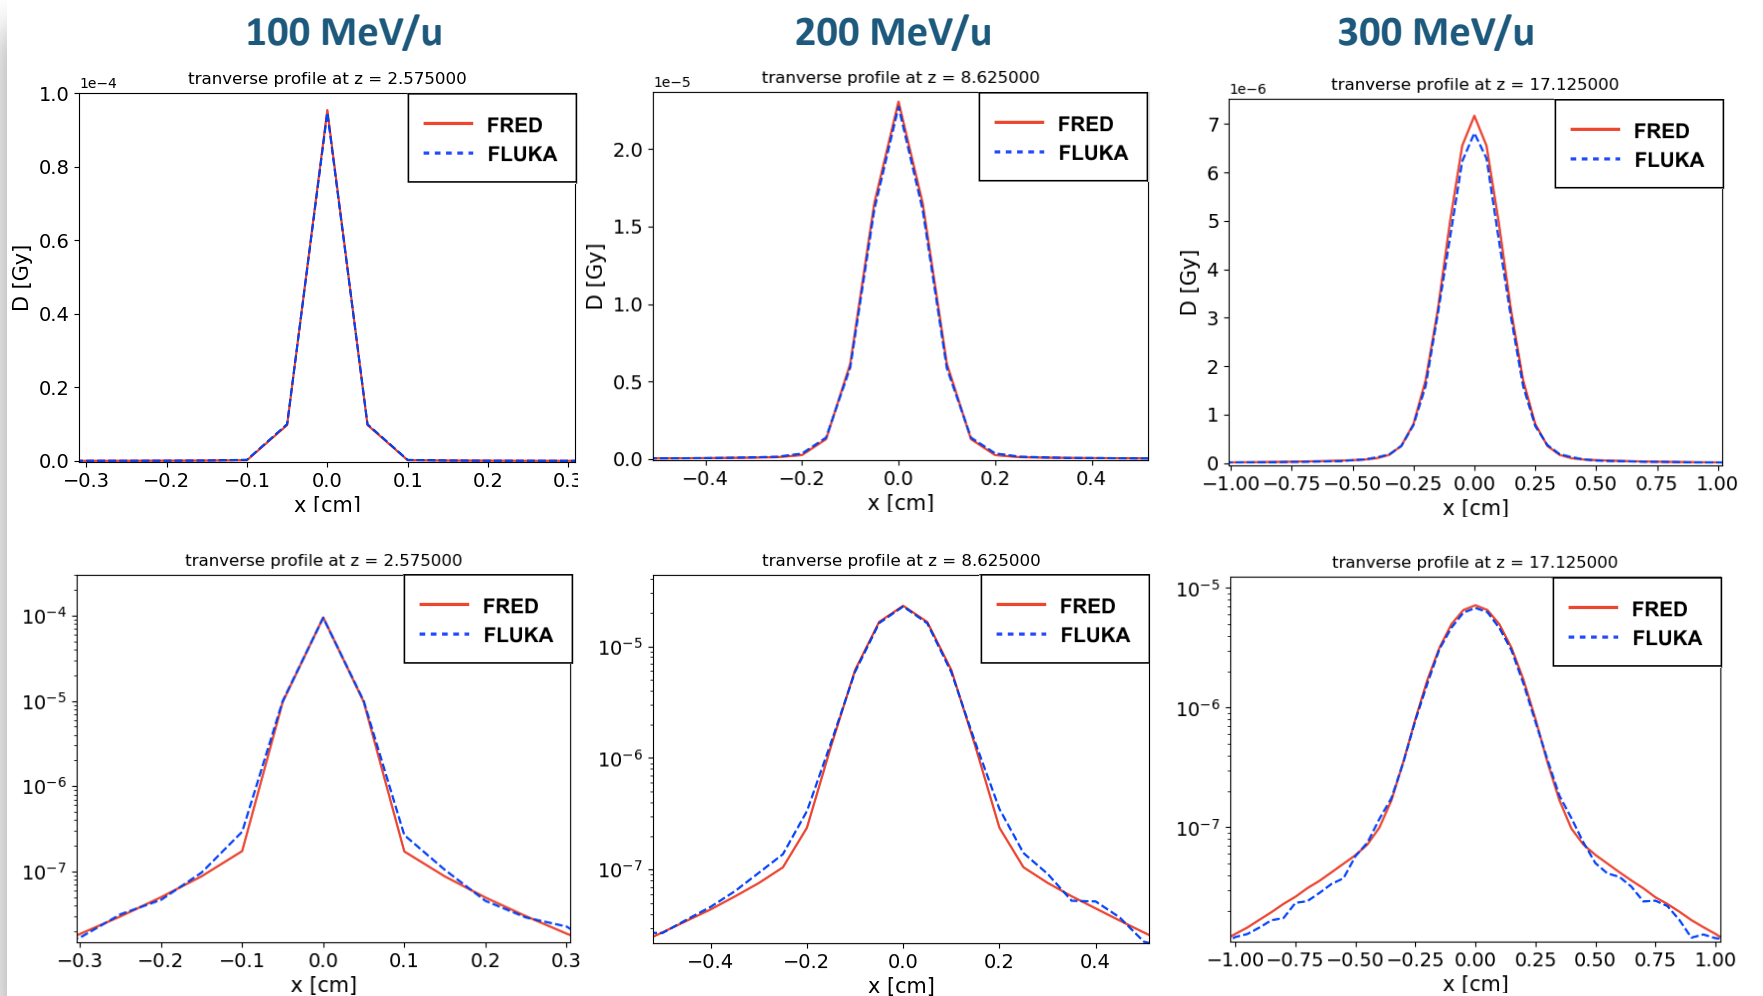 100 MeV/u
200 MeV/u
300 MeV/u
tranverse profile at z = 2.575000
1e−4
FRED
FLUKA
1.0
0.8
0.6
0.4
0.2
0.0
D [Gy]
−0.3 −0.2 −0.1 0.0 0.1 0.2 0.3
x [cm]
tranverse profile at z = 8.625000
1e−5
FRED
FLUKA
2.0
1.5
1.0
0.5
0.0
D [Gy]
−0.4 −0.2 0.0 0.2 0.4
x [cm]
tranverse profile at z = 17.125000
1e−6
FRED
FLUKA
7
6
5
4
3
2
1
0
D [Gy]
−1.00 −0.75 −0.50 −0.25 0.00 0.25 0.50 0.75 1.00
x [cm]
tranverse profile at z = 2.575000
FRED
FLUKA
10−4
10−5
10−6
10−7
−0.3 −0.2 −0.1 0.0 0.1 0.2 0.3
x [cm]
tranverse profile at z = 8.625000
FRED
FLUKA
10−5
10−6
10−7
−0.4 −0.2 0.0 0.2 0.4
x [cm]
tranverse profile at z = 17.125000
FRED
FLUKA
10−5
10−6
10−7
−1.00 −0.75 −0.50 −0.25 0.00 0.25 0.50 0.75 1.00
x [cm]